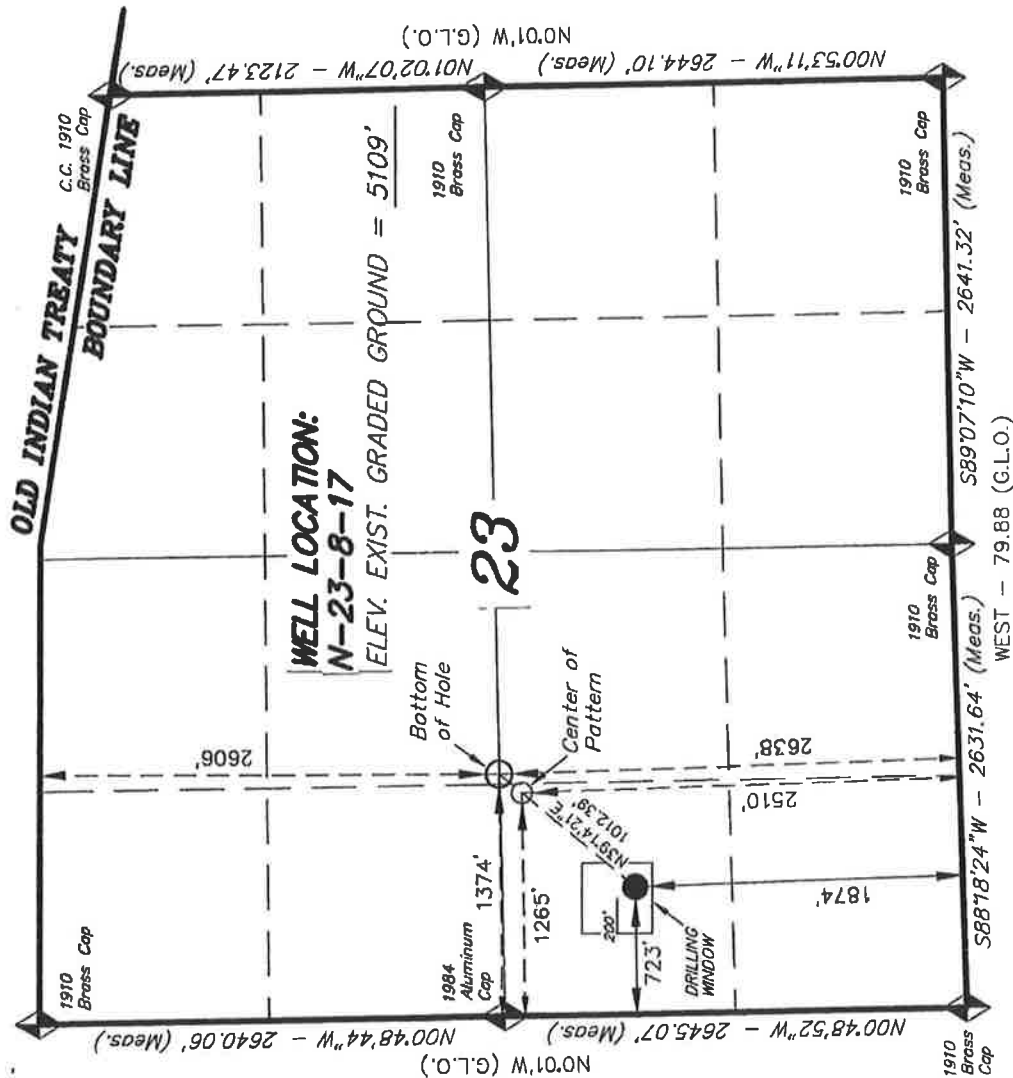 OLD INDIAN TREATY
BOUNDARY LINE
C.C. 1910
Brass Cap
1910
Brass Cap
N01°02'07"W - 2123.47' (Meas.)
N0°01'W (G.L.O.)
WELL LOCATION:
N-23-8-17
ELEV. EXIST. GRADED GROUND = 5109'
1910
Brass Cap
2606'
Bottom
of Hole
23
N00°48'44"W - 2640.06' (Meas.)
N0°01'W (G.L.O.)
1984
Aluminum
Cap
1374'
1265'
Center of
Pattern
N39°14'21"E
1012.39'
200'
723'
DRILLING
WINDOW
1874'
2510'
2638'
N00°53'11"W - 2644.10' (Meas.)
N00°48'52"W - 2645.07' (Meas.)
1910
Brass
Cap
1910
Brass Cap
1910
Brass Cap
S88°18'24"W - 2631.64' (Meas.)
S89°07'10"W - 2641.32' (Meas.)
WEST - 79.88 (G.L.O.)